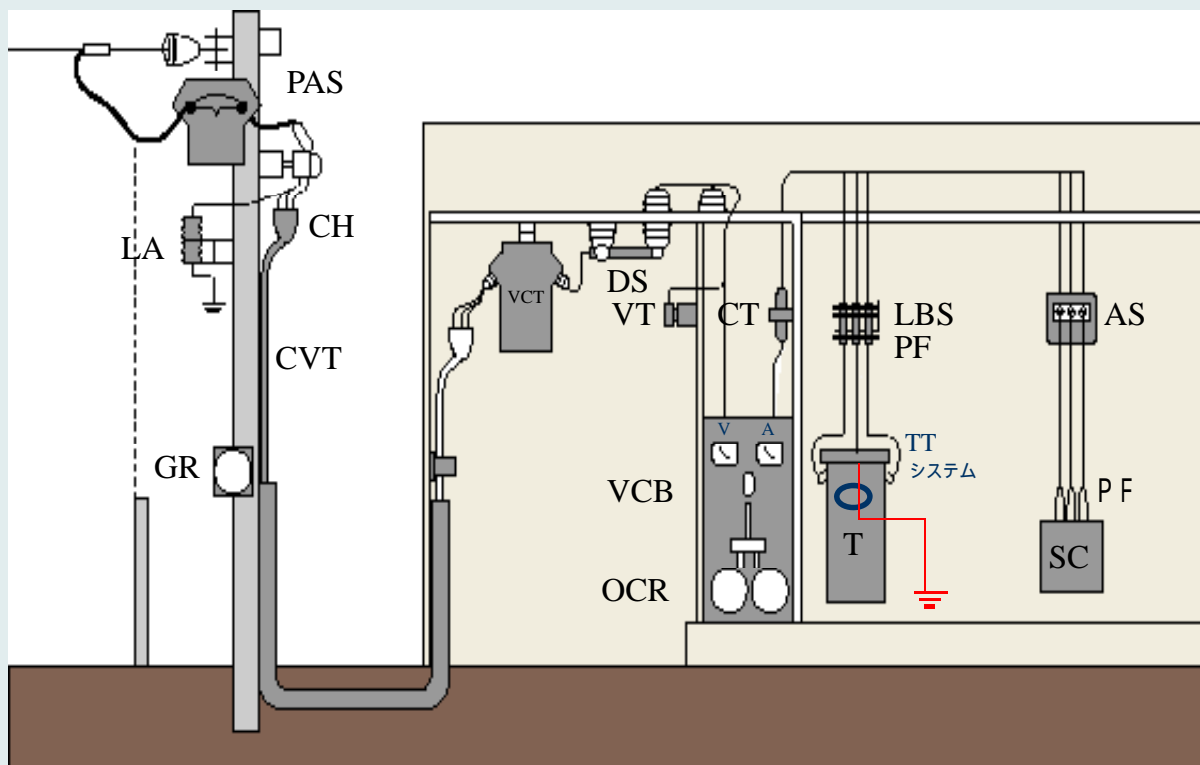 PAS
LA
CH
CVT
GR
VCT
DS
VT
CT
LBS
PF
AS
V
A
TT
システム
VCB
OCR
T
ＰＦ
SC